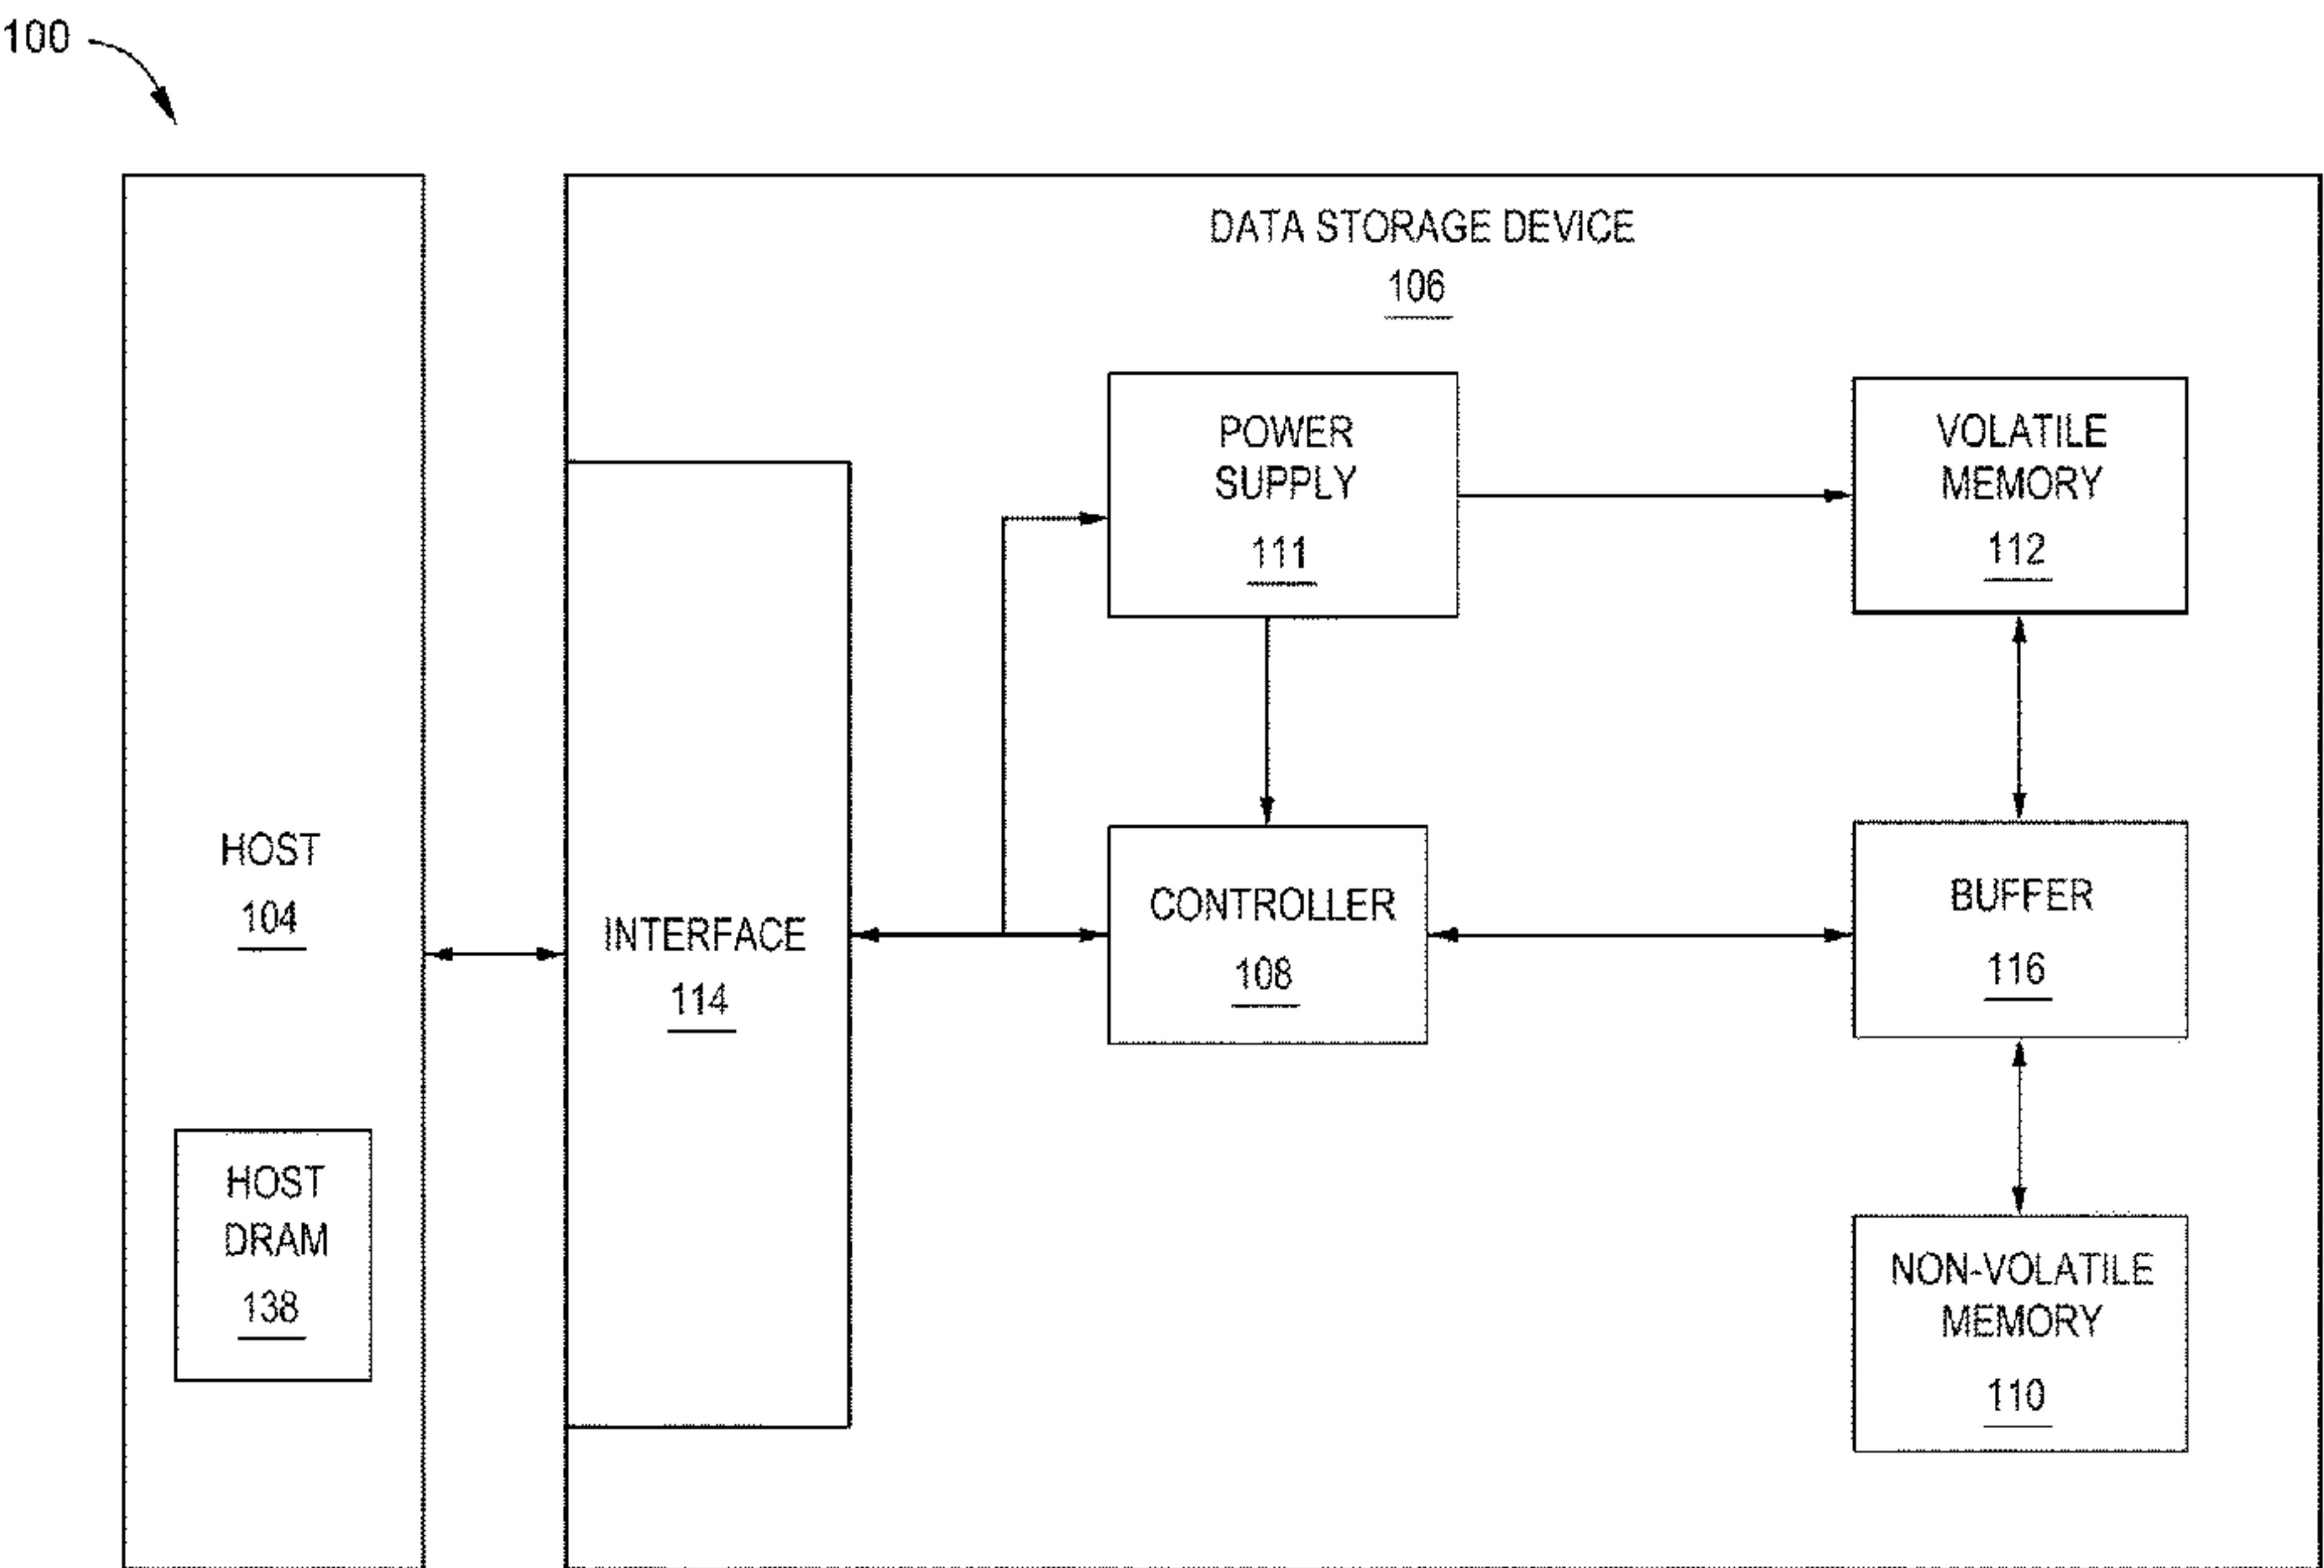 100
DATA STORAGE DEVICE
106
POWER
SUPPLY
111
VOLATILE
MEMORY
112
HOST
104
INTERFACE
114
CONTROLLER
108
BUFFER
116
HOST
DRAM
138
NON-VOLATILE
MEMORY
110